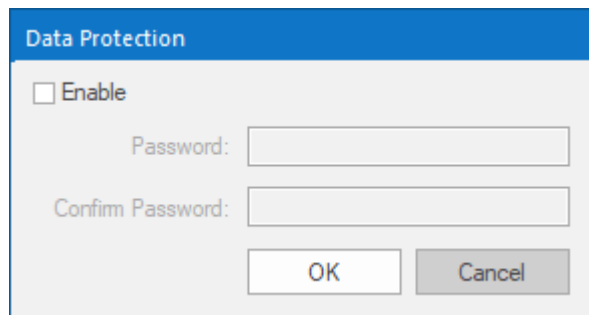 Data Protection
Enable
Password:
Confirm Password:
OK Cancel